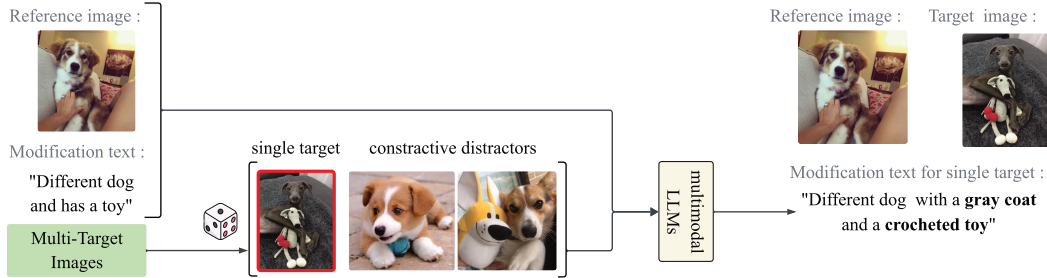 Reference image :
Modification text :
"Different dog
and has a toy"
Multi-Target
Images
single target
constractive distractors
multimodal
LLMs
Reference image :
Target image :
Modification text for single target :
"Different dog with a gray coat
and a crocheted toy"